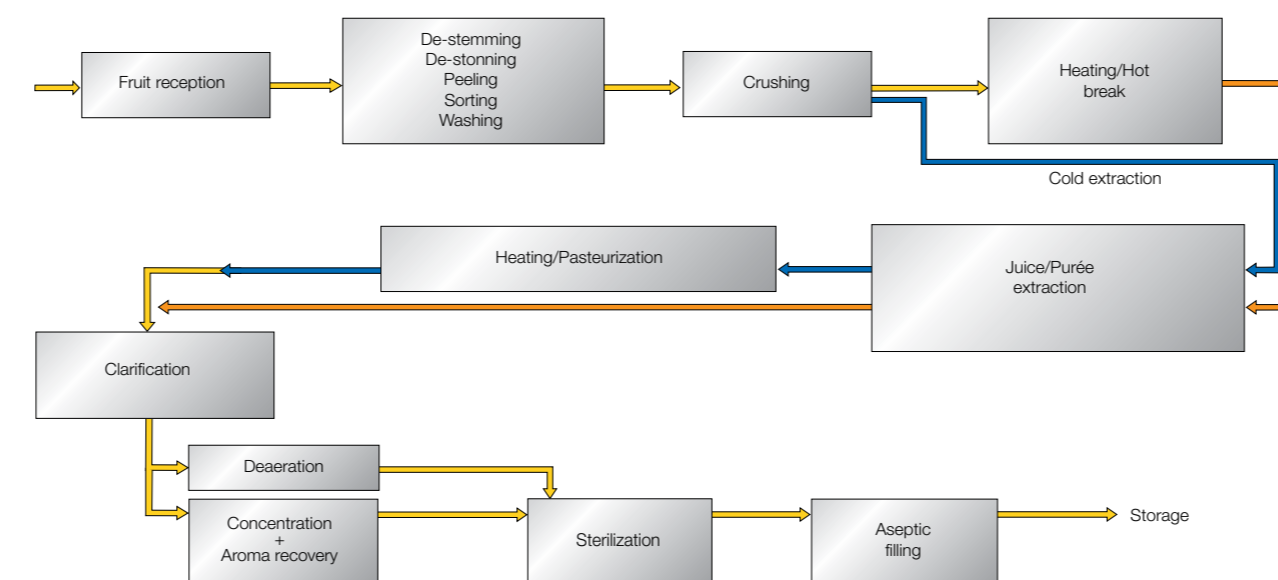 Fruit reception
De-stemming
De-stonning
Peeling
Sorting
Washing
Crushing
Heating/Hot
break
Cold extraction
Heating/Pasteurization
Juice/Purée
extraction
Clarification
Deaeration
Concentration
+
Aroma recovery
Sterilization
Aseptic
filling
Storage